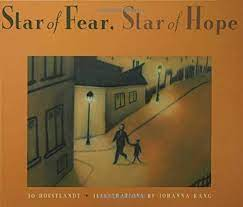 Star of Fear, Star of Hope
JO HOESTLANDT • ILLUSTRATIONS BY JOHANNA KANG